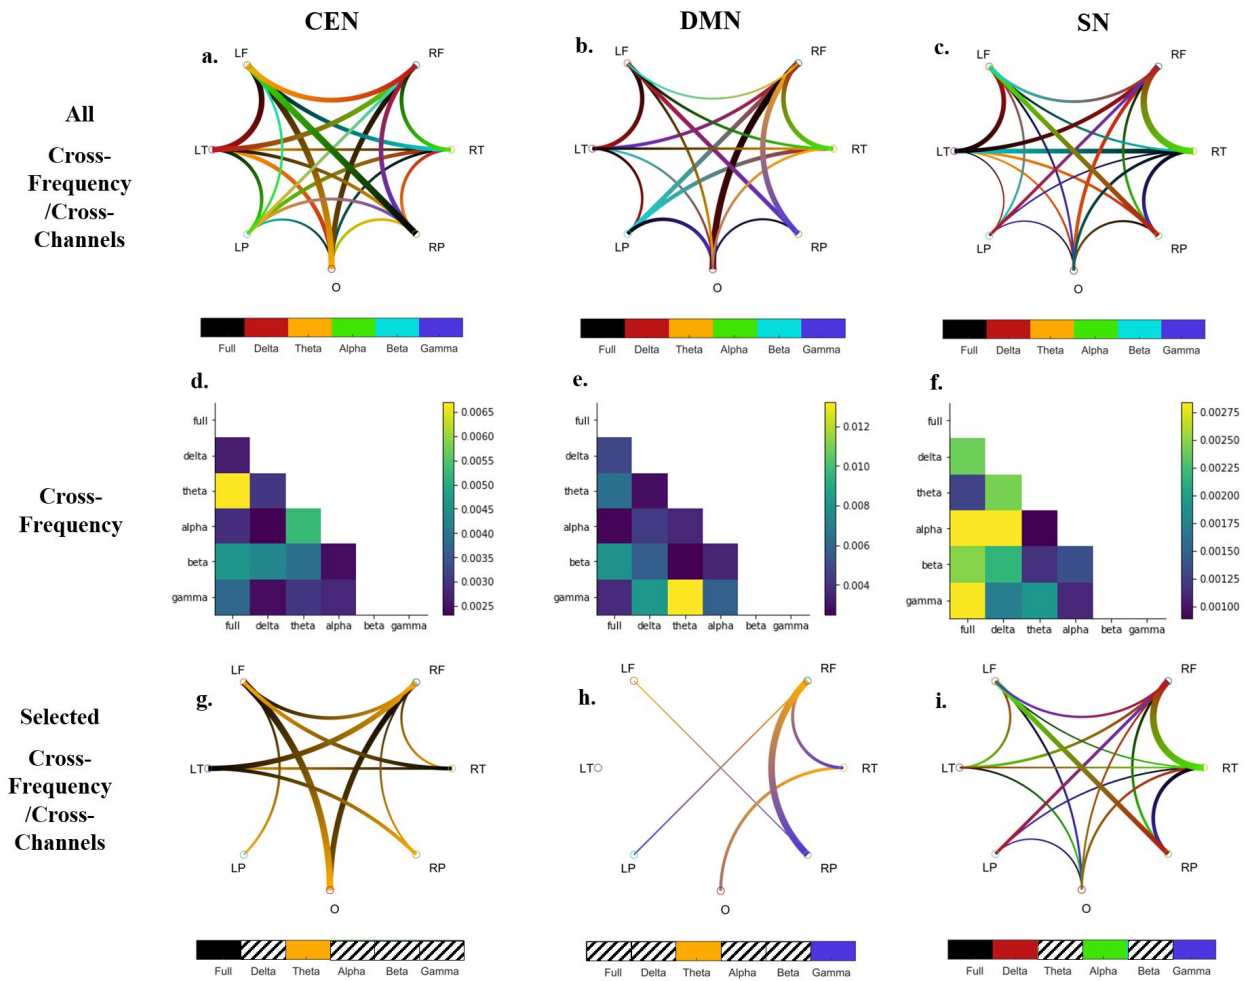 CEN
DMN
SN
a.
b.
c.
LF
RF
LF
RF
LF
RF
All
Cross-
Frequency
/Cross-
Channels
LT
RT
LT
RT
LT
RT
LP
RP
LP
RP
LP
RP
O
O
O
Full Delta Theta Alpha Beta Gamma
Full Delta Theta Alpha Beta Gamma
Full Delta Theta Alpha Beta Gamma
d.
e.
f.
Cross-
Frequency
full
delta
theta
alpha
beta
gamma
full delta theta alpha beta gamma
0.0065
0.0060
0.0055
0.0050
0.0045
0.0040
0.0035
0.0030
0.0025
full
delta
theta
alpha
beta
gamma
full delta theta alpha beta gamma
0.012
0.010
0.008
0.006
0.004
full
delta
theta
alpha
beta
gamma
full delta theta alpha beta gamma
0.00275
0.00250
0.00225
0.00200
0.00175
0.00150
0.00125
0.00100
Selected
Cross-
Frequency
/Cross-
Channels
g.
h.
i.
LF
RF
LF
RF
LF
RF
LT
RT
LT
RT
LT
RT
LP
RP
LP
RP
LP
RP
O
O
O
Full Delta Theta Alpha Beta Gamma
Full Delta Theta Alpha Beta Gamma
Full Delta Theta Alpha Beta Gamma